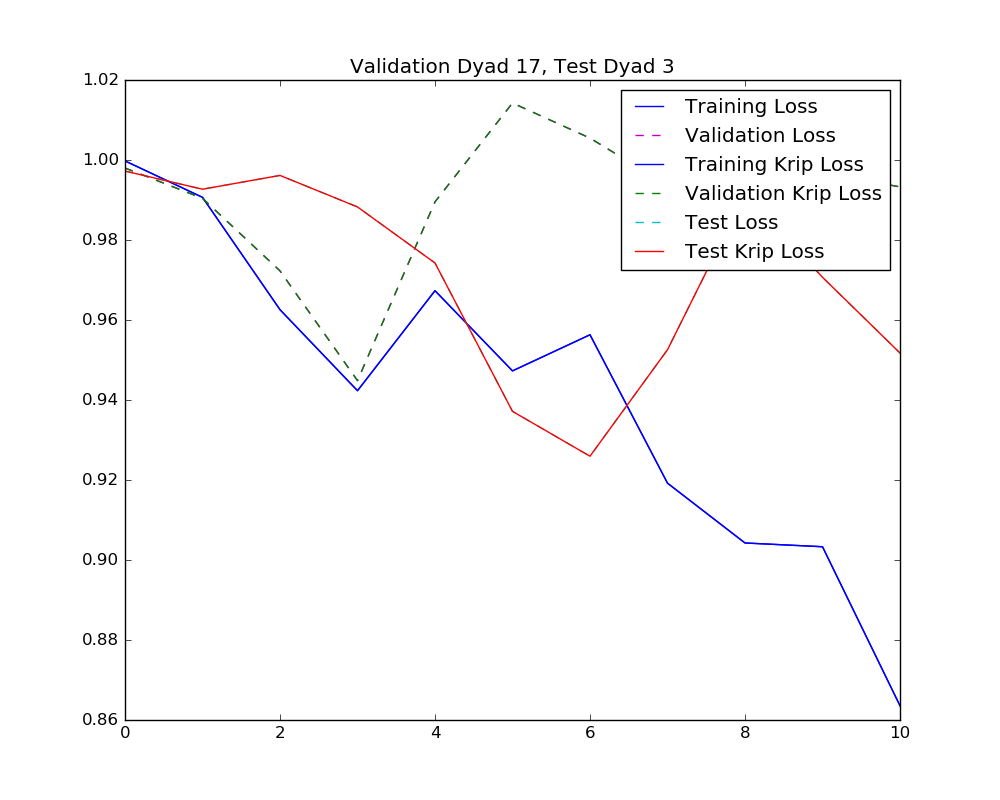 Validation Dyad 17, Test Dyad 3
1.02
1.00
0.98
0.96
0.94
0.92
0.90
0.88
0.86
0 2 4 6 8 10
Training Loss
Validation Loss
Training Krip Loss
Validation Krip Loss
Test Loss
Test Krip Loss